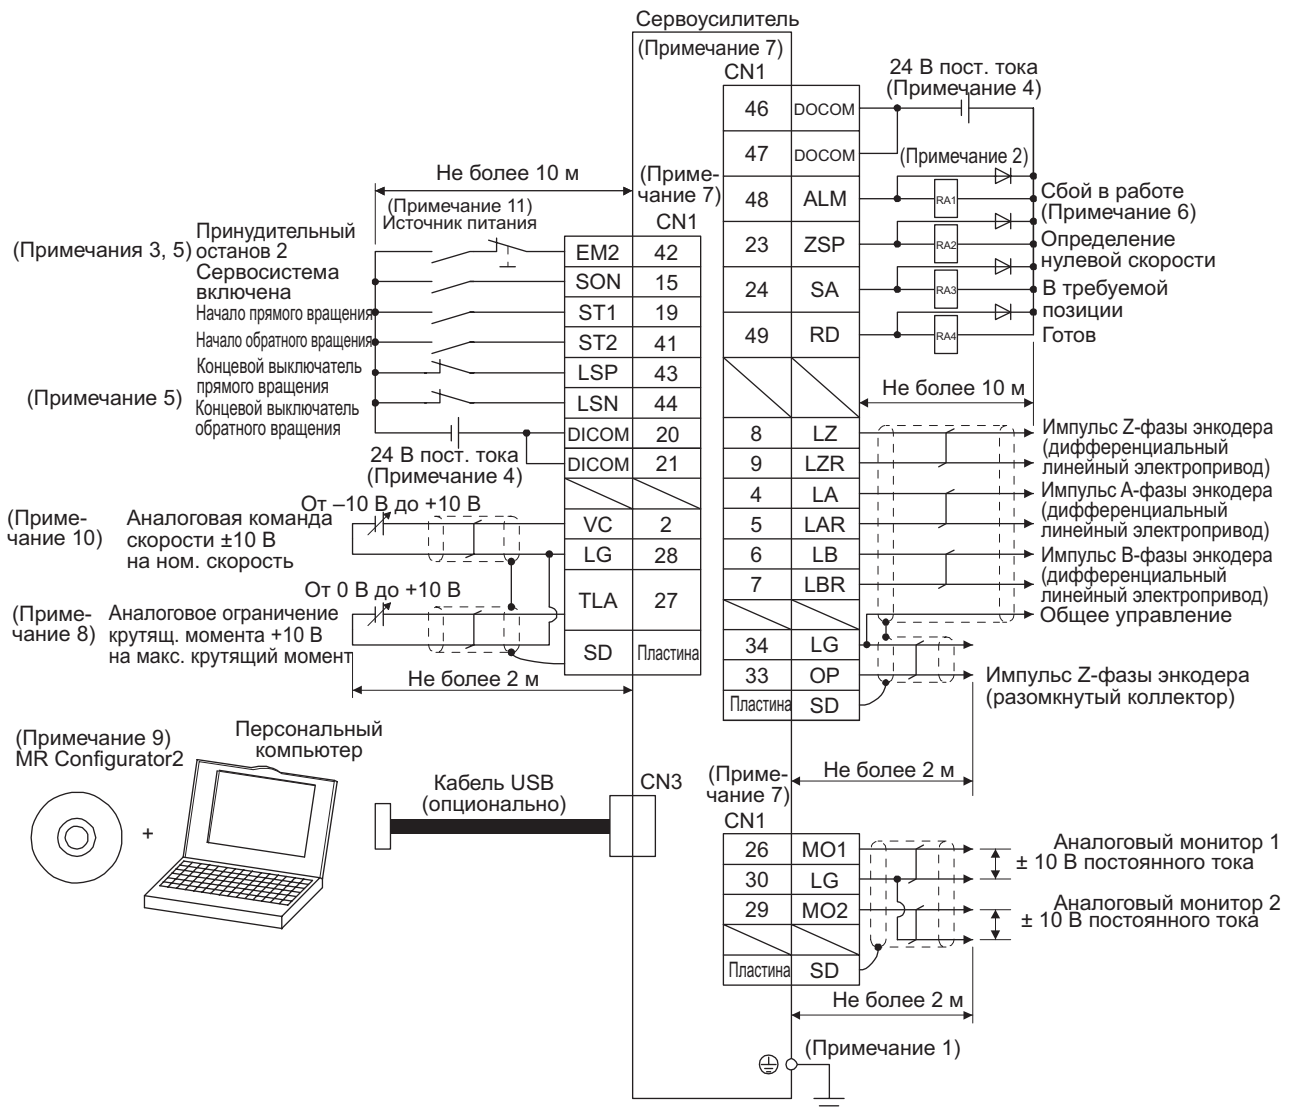 Сервоусилитель
(Примечание 7)
CN1
24 В пост. тока
(Примечание 4)
46 DOCOM
47 DOCOM
(Примечание 2)
48 ALM
RA1
Сбой в работе
(Примечание 6)
23 ZSP
RA2
Определение
нулевой скорости
24 SA
RA3
В требуемой
позиции
49 RD
RA4
Готов
Не более 10 м
(Приме-
чание 7)
CN1
(Примечание 11)
Источник питания
(Примечания 3, 5)
Принудительный
останов 2
EM2 42
Сервосистема
включена
SON 15
Начало прямого вращения
ST1 19
Начало обратного вращения
ST2 41
Концевой выключатель
прямого вращения
LSP 43
(Примечание 5)
Концевой выключатель
обратного вращения
LSN 44
DICOM 20
24 В пост. тока
(Примечание 4)
DICOM 21
От –10 В до +10 В
(Приме-
чание 10)
Аналоговая команда
скорости ±10 В
на ном. скорость
VC 2
LG 28
От 0 В до +10 В
(Приме-
чание 8)
Аналоговое ограничение
крутящ. момента +10 В
на макс. крутящий момент
TLA 27
SD Пластина
Не более 2 м
Не более 10 м
8 LZ
9 LZR
Импульс Z-фазы энкодера
(дифференциальный
линейный электропривод)
4 LA
5 LAR
Импульс A-фазы энкодера
(дифференциальный
линейный электропривод)
6 LB
7 LBR
Импульс B-фазы энкодера
(дифференциальный
линейный электропривод)
Общее управление
34 LG
33 OP
Импульс Z-фазы энкодера
(разомкнутый коллектор)
Пластина SD
Не более 2 м
(Примечание 9)
MR Configurator2
Персональный
компьютер
+
Кабель USB
(опционально)
CN3
(Приме-
чание 7)
CN1
26 MO1
Аналоговый монитор 1
± 10 В постоянного тока
30 LG
29 MO2
Аналоговый монитор 2
± 10 В постоянного тока
Пластина SD
Не более 2 м
(Примечание 1)